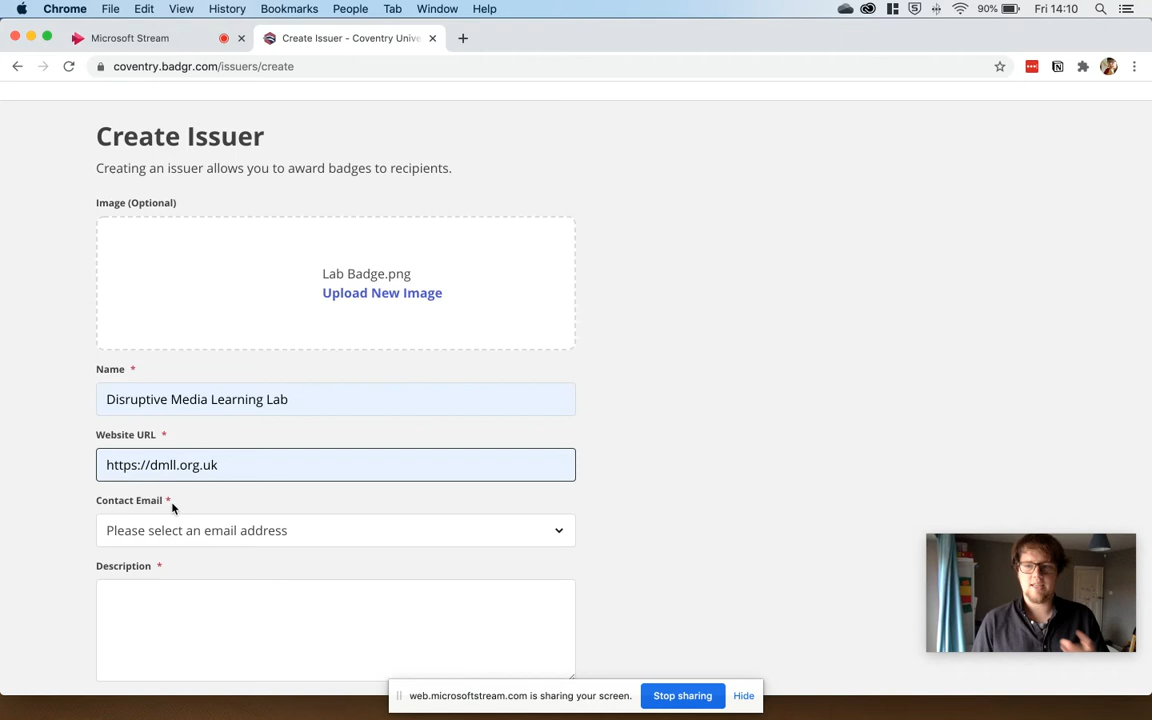 Chrome File Edit View History Bookmarks People Tab Window Help 90% Fri 14:10
Microsoft Stream
Create Issuer - Coventry Unive
coventry.badgr.com/issuers/create
Create Issuer
Creating an issuer allows you to award badges to recipients.
Image (Optional)
Lab Badge.png
Upload New Image
Name *
Disruptive Media Learning Lab
Website URL *
https://dmll.org.uk
Contact Email *
Please select an email address
Description *
web.microsoftstream.com is sharing your screen. Stop sharing Hide